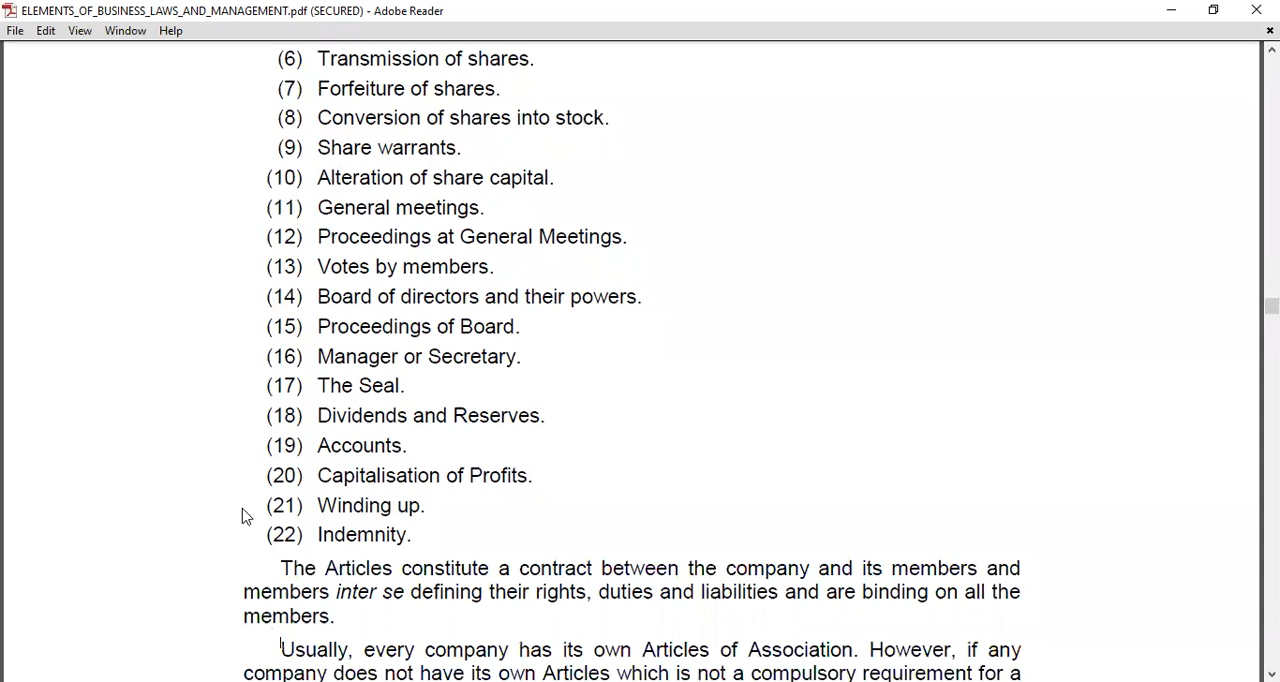 ELEMENTS_OF_BUSINESS_LAWS_AND_MANAGEMENT.pdf (SECURED) - Adobe Reader
File Edit View Window Help
(6) Transmission of shares.
(7) Forfeiture of shares.
(8) Conversion of shares into stock.
(9) Share warrants.
(10) Alteration of share capital.
(11) General meetings.
(12) Proceedings at General Meetings.
(13) Votes by members.
(14) Board of directors and their powers.
(15) Proceedings of Board.
(16) Manager or Secretary.
(17) The Seal.
(18) Dividends and Reserves.
(19) Accounts.
(20) Capitalisation of Profits.
(21) Winding up.
(22) Indemnity.
The Articles constitute a contract between the company and its members and
members inter se defining their rights, duties and liabilities and are binding on all the
members.
Usually, every company has its own Articles of Association. However, if any
company does not have its own Articles which is not a compulsory requirement for a